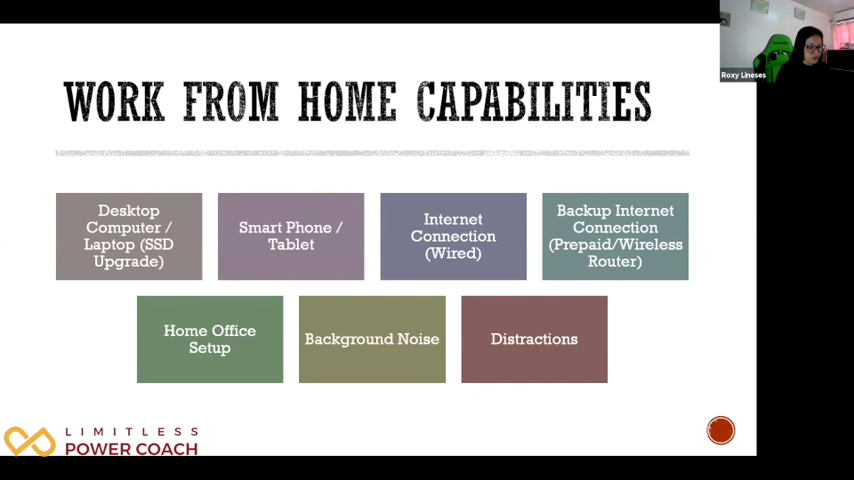 Roxy Lineses
WORK FROM HOME CAPABILITIES
Desktop
Computer /
Laptop (SSD
Upgrade)
Smart Phone /
Tablet
Internet
Connection
(Wired)
Backup Internet
Connection
(Prepaid/Wireless
Router)
Home Office
Setup
Background Noise
Distractions
LIMITLESS
POWER COACH